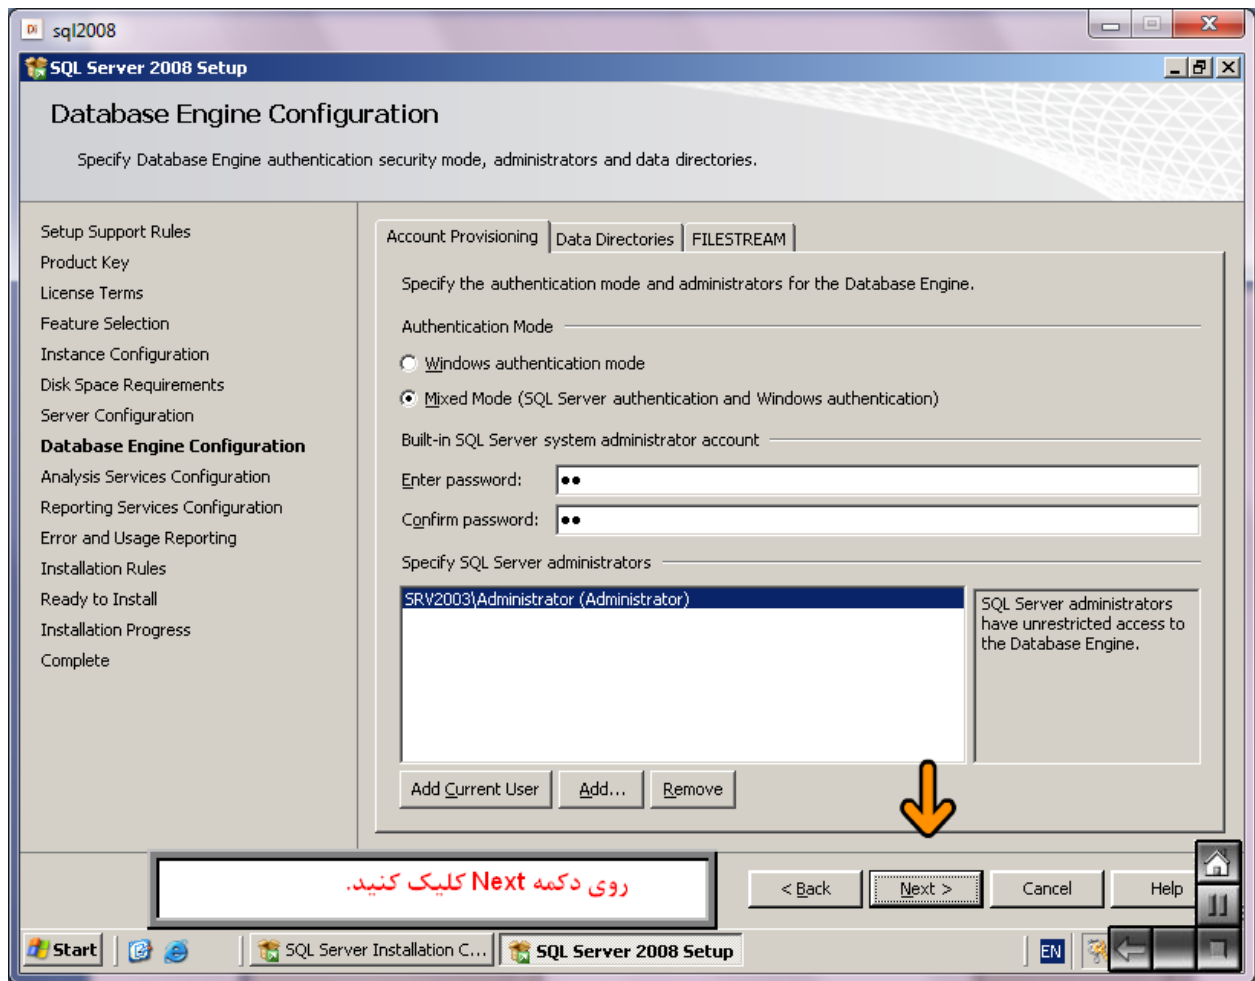 sql2008
SQL Server 2008 Setup
Database Engine Configuration
Specify Database Engine authentication security mode, administrators and data directories.
Setup Support Rules
Product Key
License Terms
Feature Selection
Instance Configuration
Disk Space Requirements
Server Configuration
Database Engine Configuration
Analysis Services Configuration
Reporting Services Configuration
Error and Usage Reporting
Installation Rules
Ready to Install
Installation Progress
Complete
Account Provisioning Data Directories FILESTREAM
Specify the authentication mode and administrators for the Database Engine.
Authentication Mode
Windows authentication mode
Mixed Mode (SQL Server authentication and Windows authentication)
Built-in SQL Server system administrator account
Enter password: ●●
Confirm password: ●●
Specify SQL Server administrators
SRV2003\Administrator (Administrator)
SQL Server administrators
have unrestricted access to
the Database Engine.
Add Current User Add... Remove
روی دکمه Next کلیک کنید.
< Back Next > Cancel Help
Start SQL Server Installation C... SQL Server 2008 Setup EN